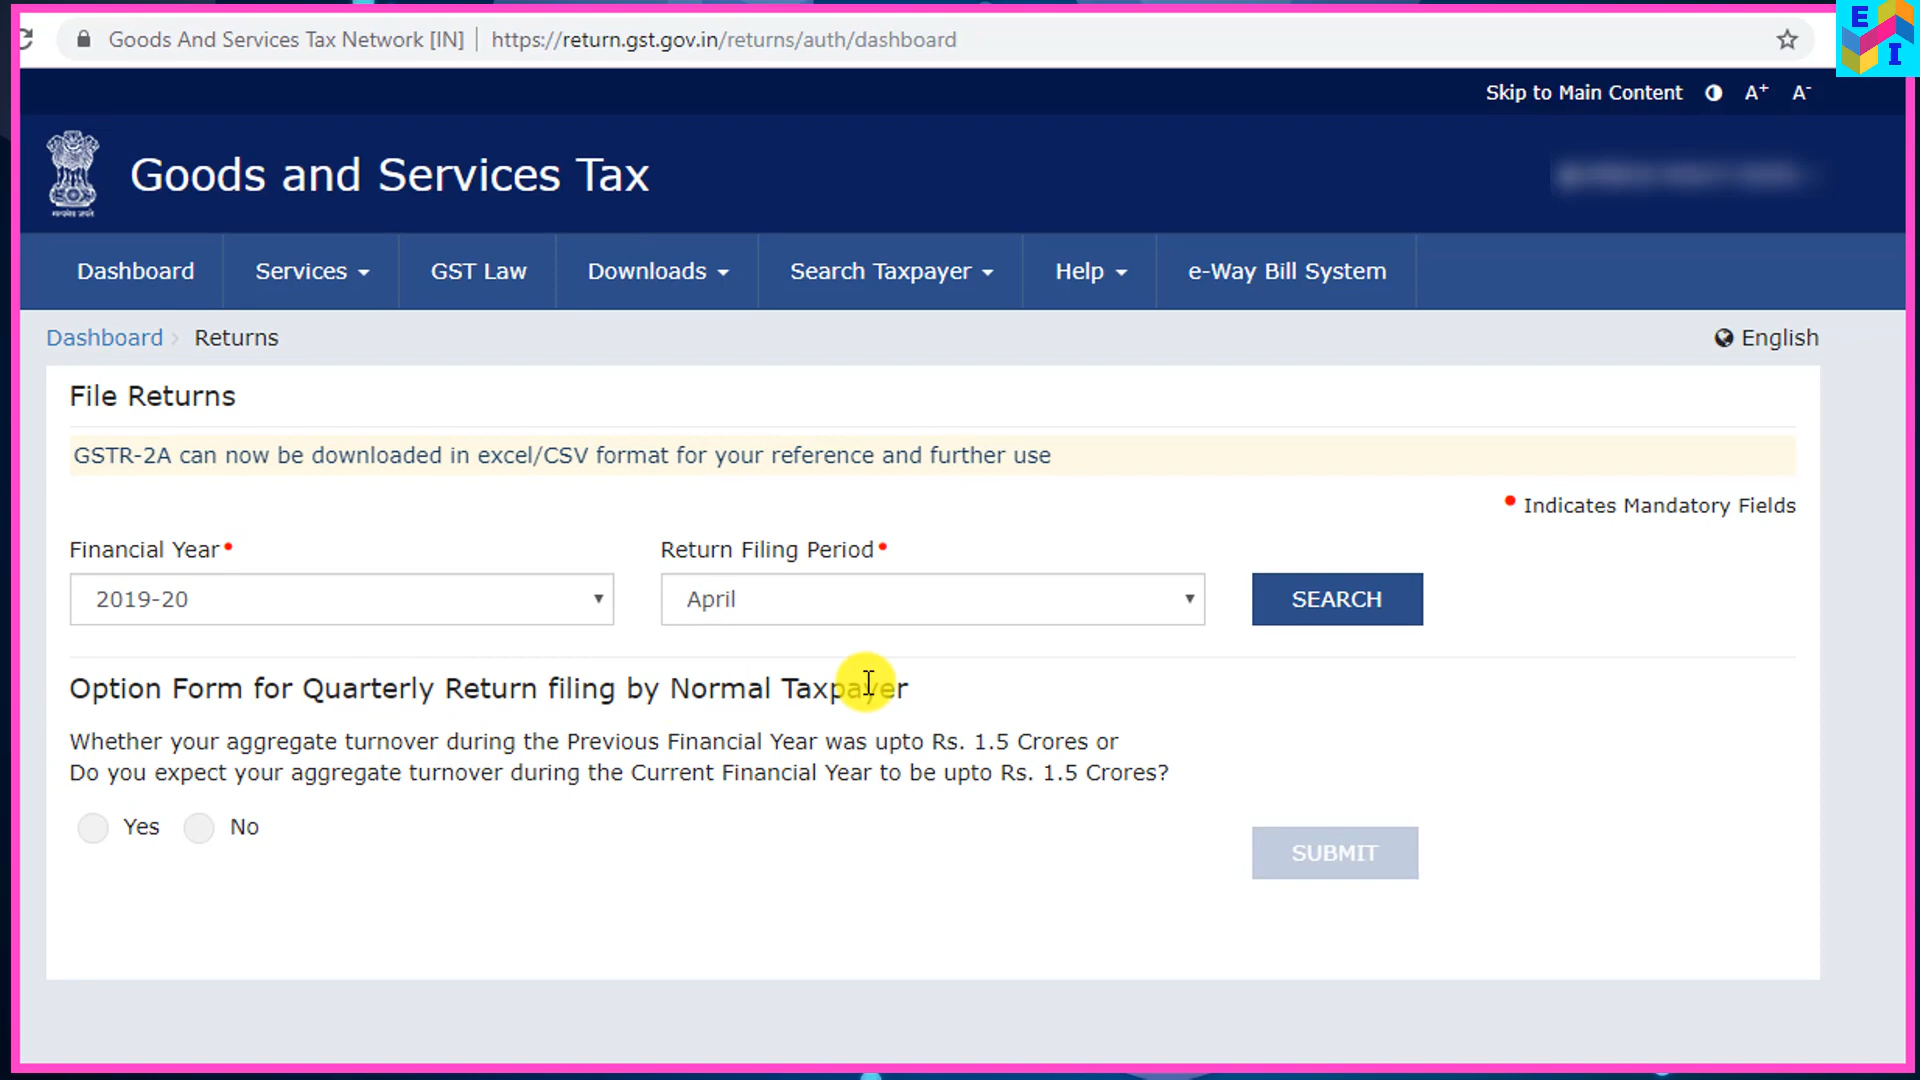 Goods And Services Tax Network [IN] | https://return.gst.gov.in/returns/auth/dashboard
E
I
Skip to Main Content A+ A-
Goods and Services Tax
Dashboard Services GST Law Downloads Search Taxpayer Help e-Way Bill System
Dashboard > Returns English
File Returns
GSTR-2A can now be downloaded in excel/CSV format for your reference and further use
• Indicates Mandatory Fields
Financial Year• Return Filing Period•
2019-20 April SEARCH
Option Form for Quarterly Return filing by Normal Taxpayer
Whether your aggregate turnover during the Previous Financial Year was upto Rs. 1.5 Crores or
Do you expect your aggregate turnover during the Current Financial Year to be upto Rs. 1.5 Crores?
Yes No
SUBMIT